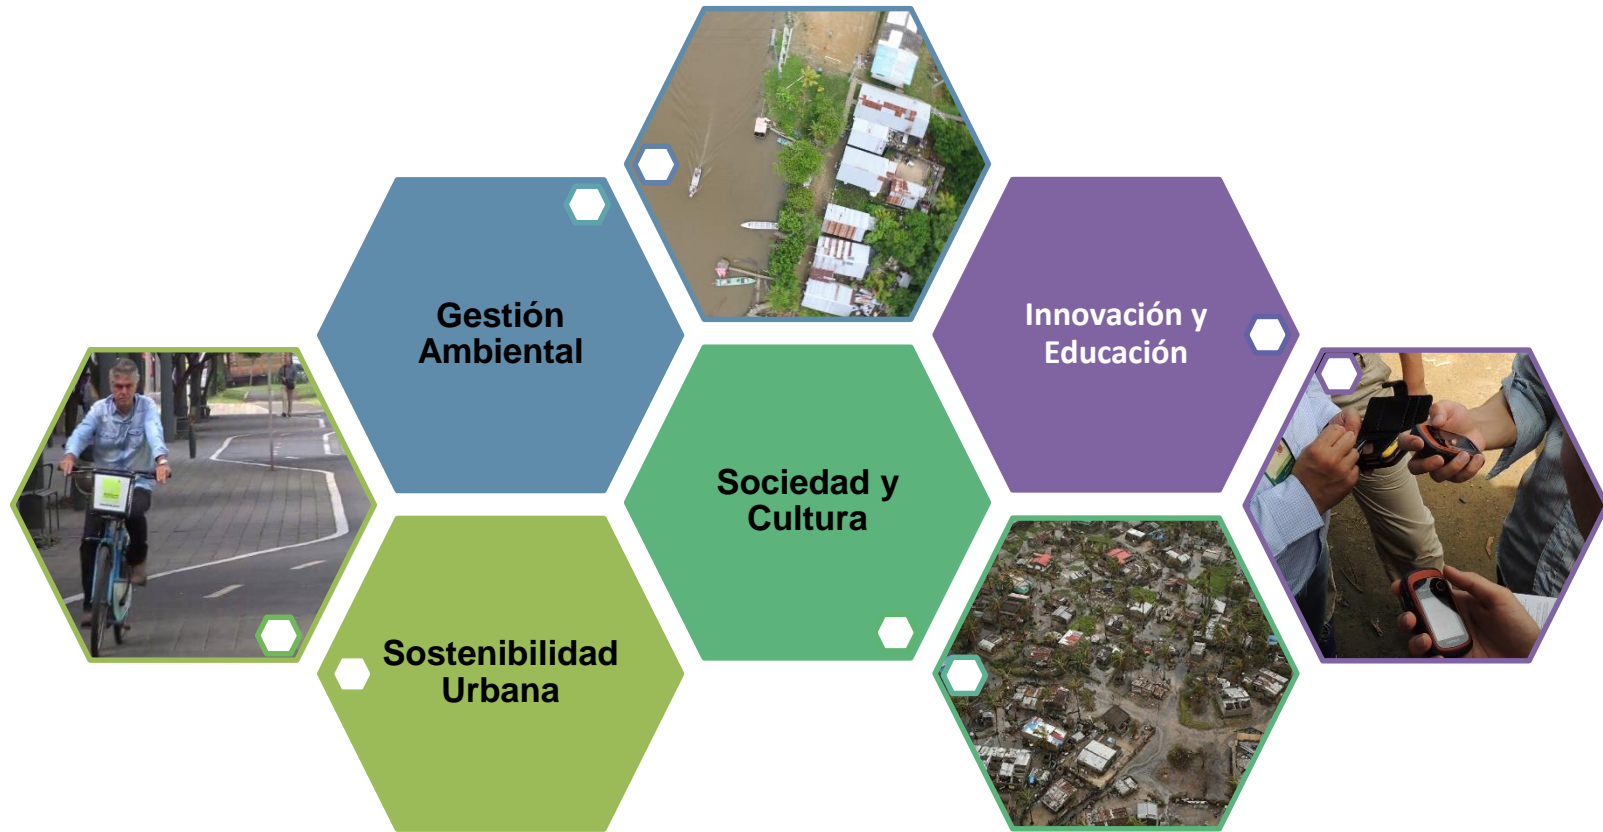 Gestión
Ambiental
Innovación y
Educación
Sociedad y
Cultura
Sostenibilidad
Urbana